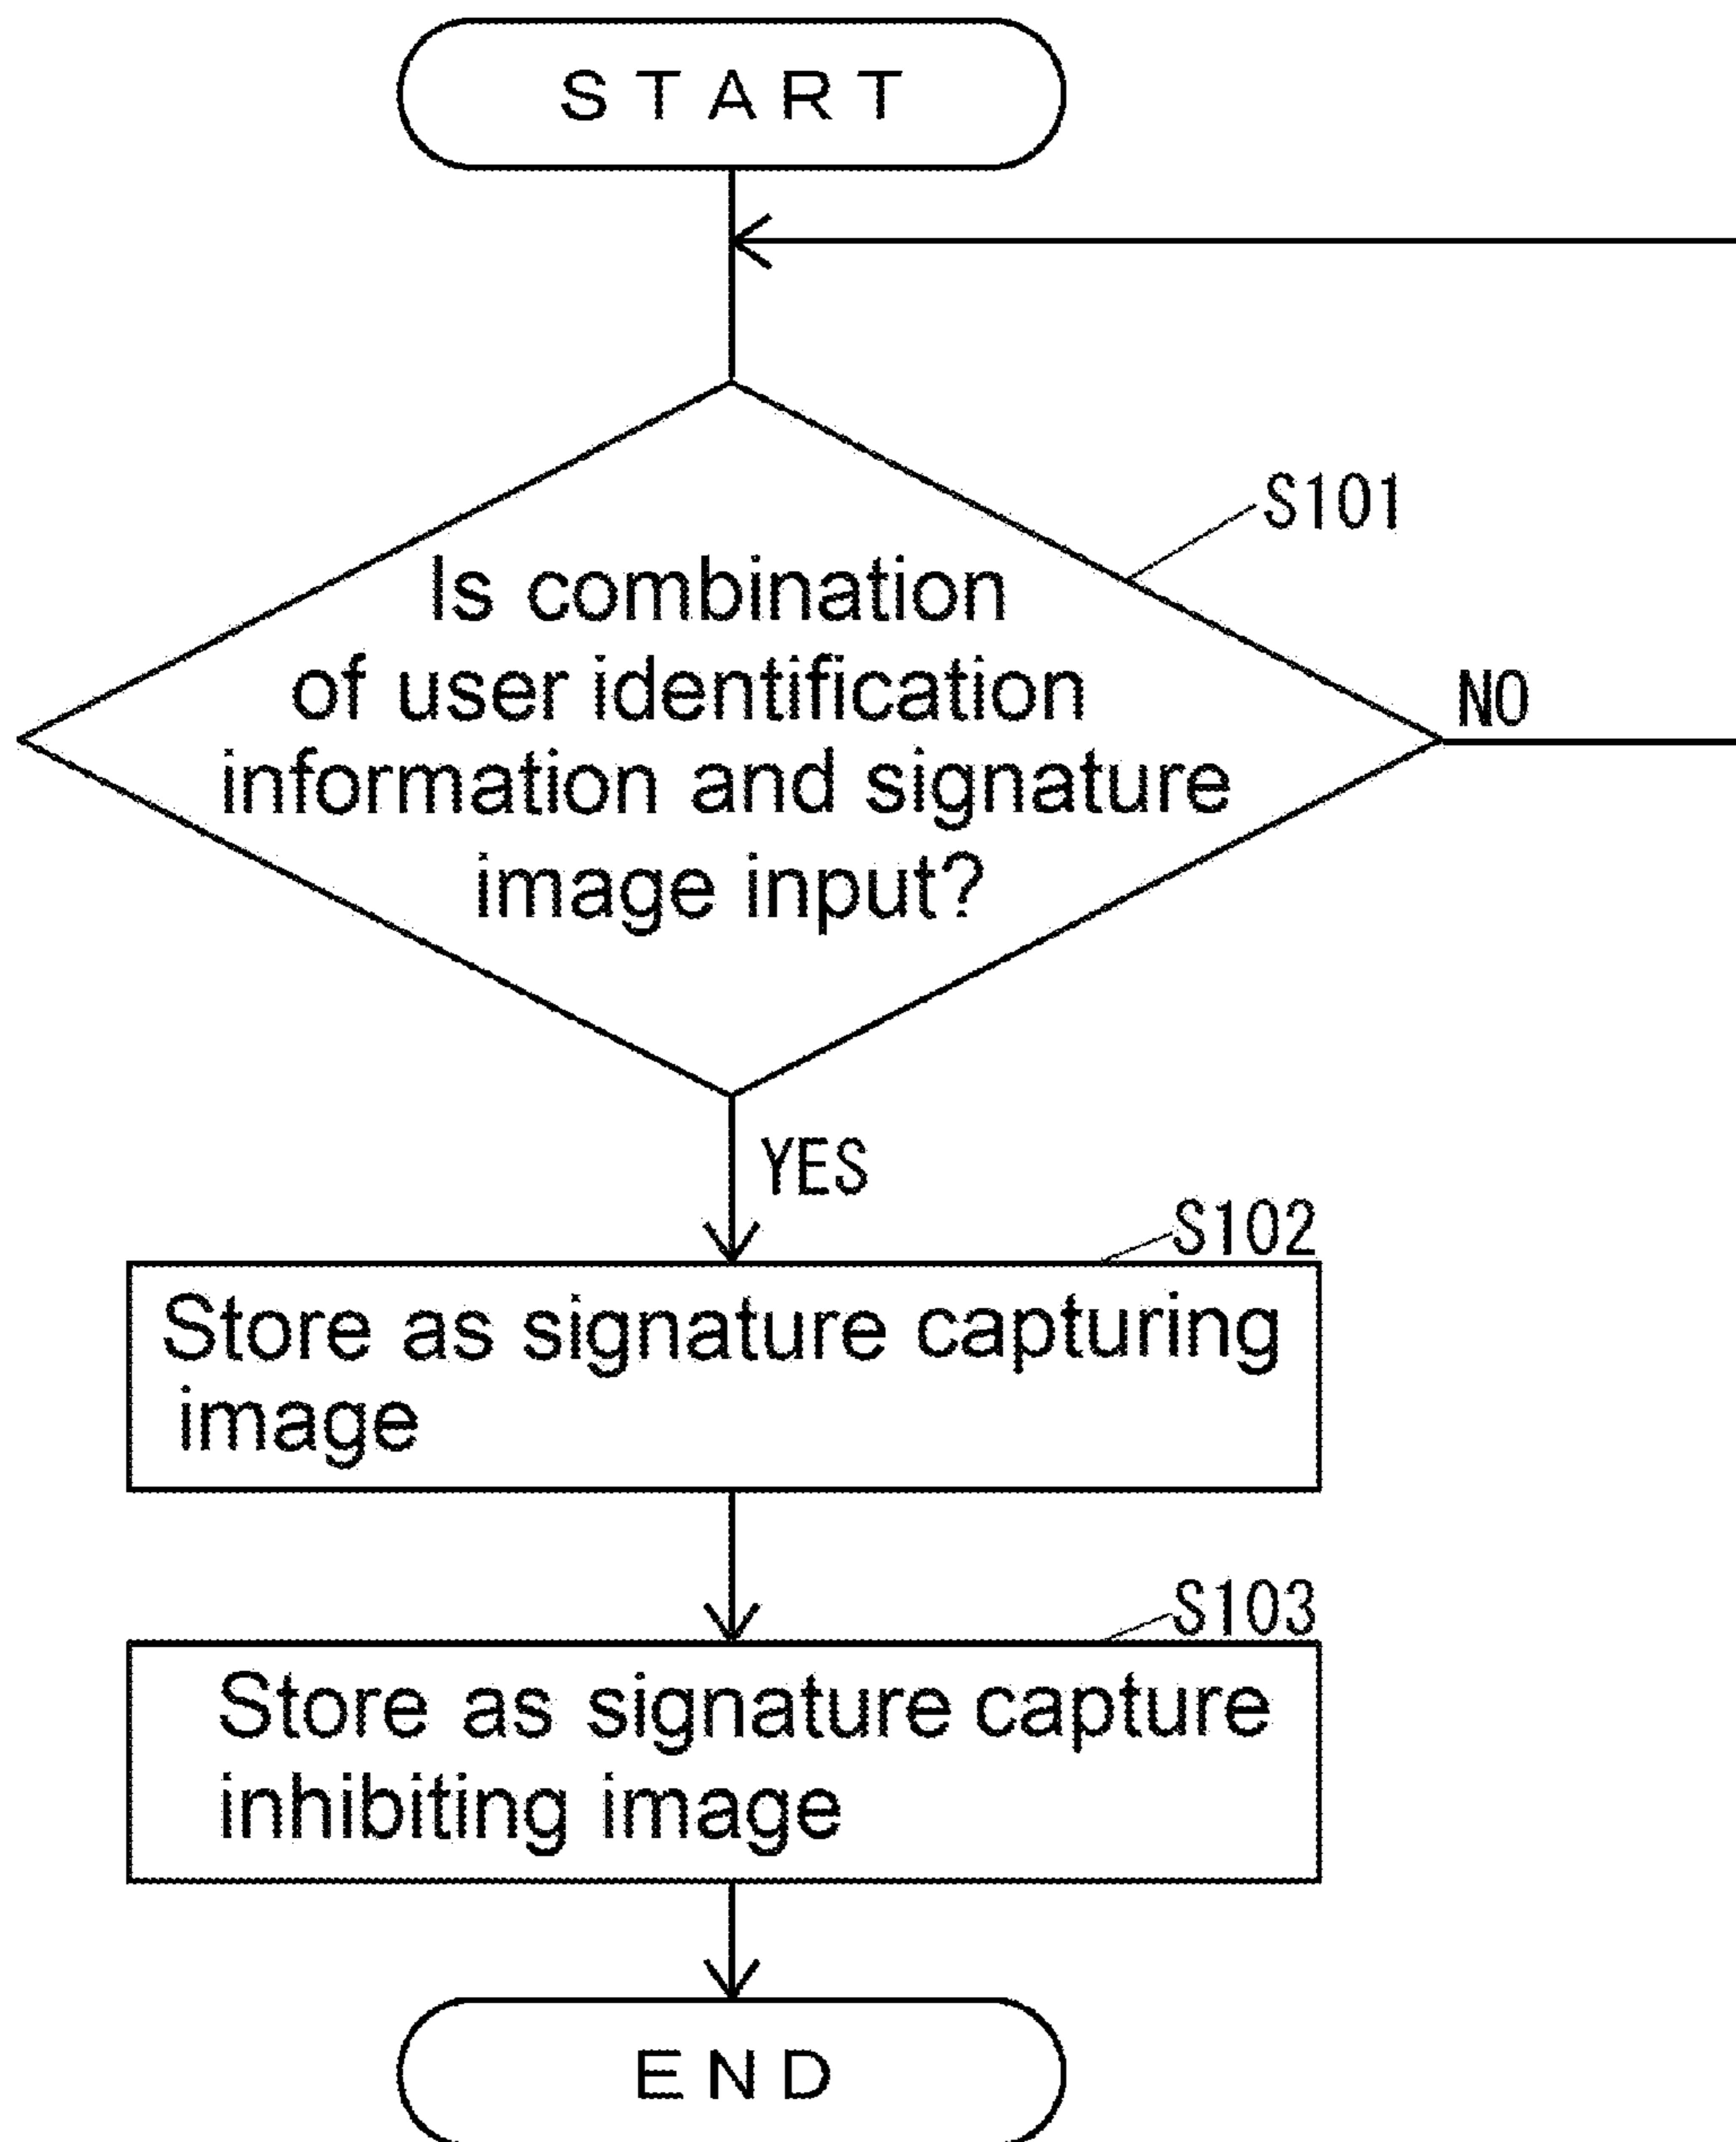 START
S101
Is combination
of user identification
information and signature
image input?
NO
YES
S102
Store as signature capturing
image
S103
Store as signature capture
inhibiting image
END